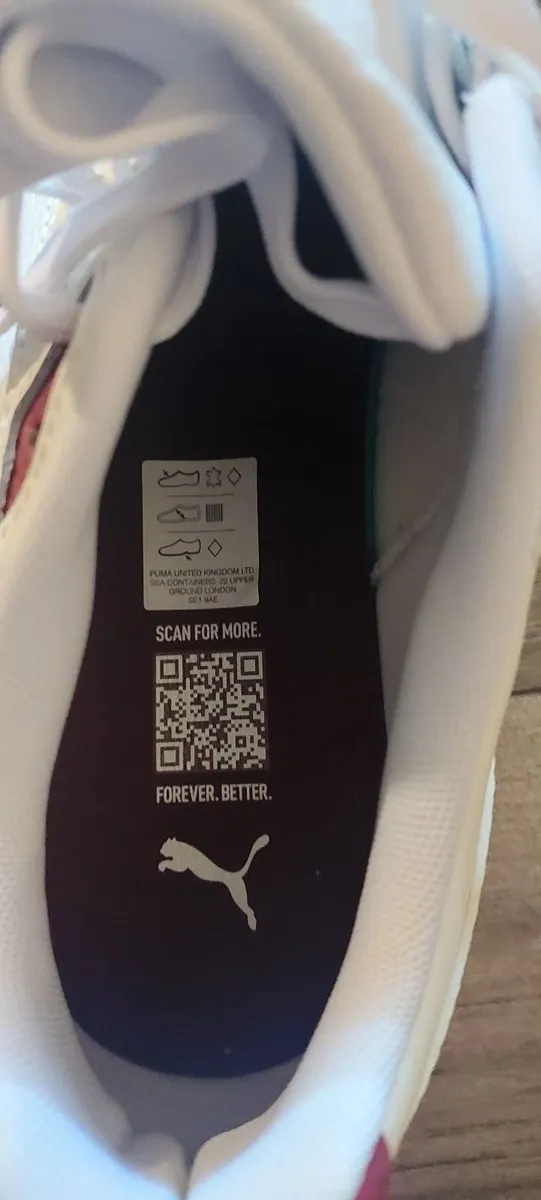 PUMA UNITED KINGDOM LTD
SEA CONTAINERS 22 UPPER
GROUND LONDON
SE1 9AE
SCAN FOR MORE.
FOREVER. BETTER.